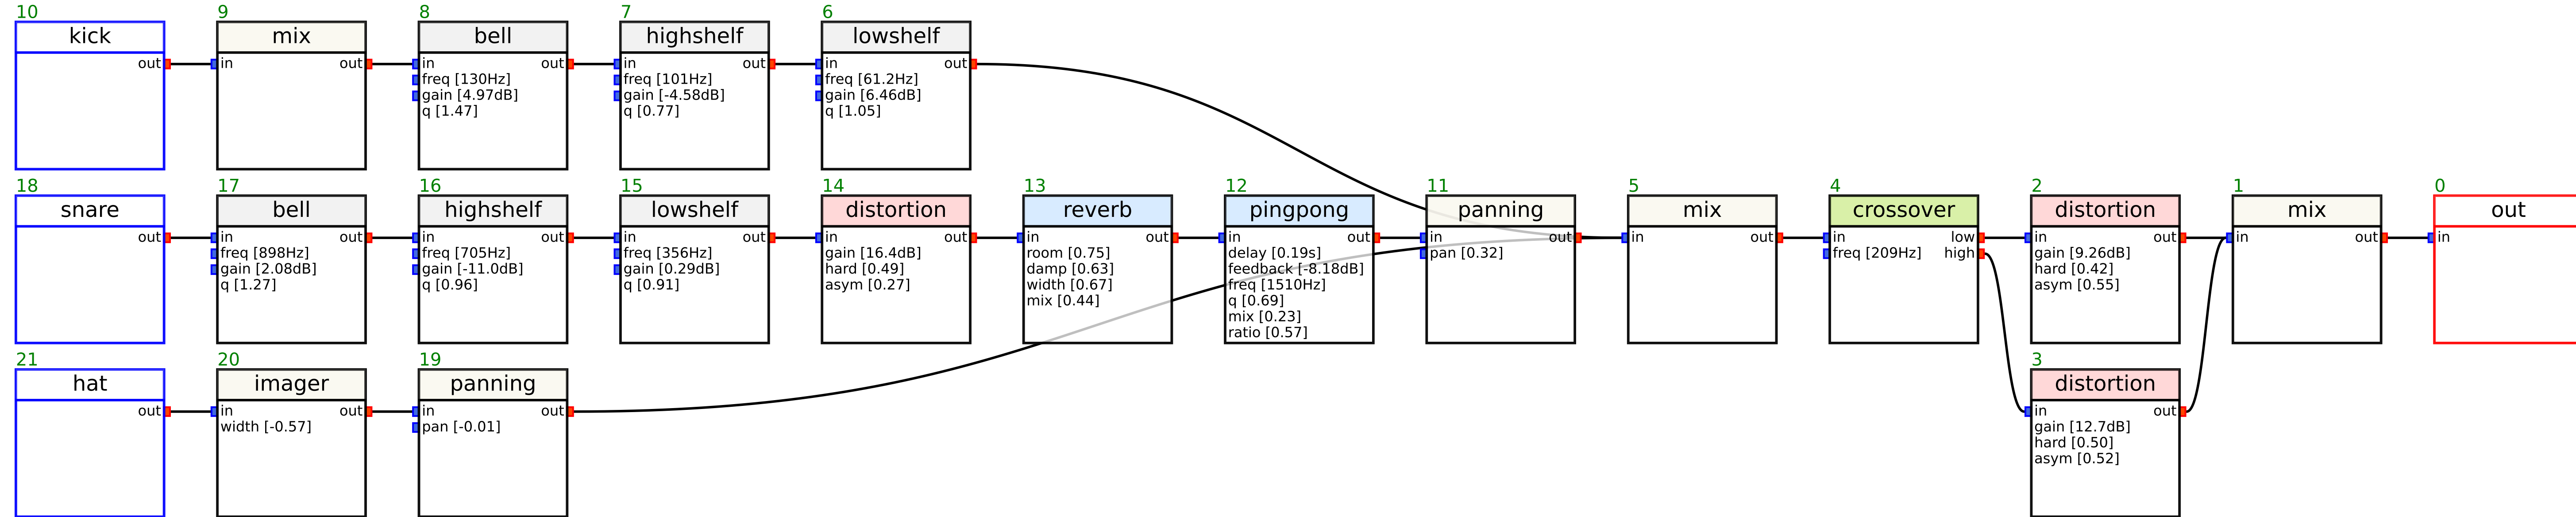 10
kick
out
9
mix
in out
8
bell
in out
freq [130Hz]
gain [4.97dB]
q [1.47]
7
highshelf
in out
freq [101Hz]
gain [-4.58dB]
q [0.77]
6
lowshelf
in out
freq [61.2Hz]
gain [6.46dB]
q [1.05]
18
snare
out
17
bell
in out
freq [898Hz]
gain [2.08dB]
q [1.27]
16
highshelf
in out
freq [705Hz]
gain [-11.0dB]
q [0.96]
15
lowshelf
in out
freq [356Hz]
gain [0.29dB]
q [0.91]
14
distortion
in out
gain [16.4dB]
hard [0.49]
asym [0.27]
13
reverb
in out
room [0.75]
damp [0.63]
width [0.67]
mix [0.44]
12
pingpong
in out
delay [0.19s]
feedback [-8.18dB]
freq [1510Hz]
q [0.69]
mix [0.23]
ratio [0.57]
11
panning
in out
pan [0.32]
5
mix
in out
4
crossover
in low
freq [209Hz] high
2
distortion
in out
gain [9.26dB]
hard [0.42]
asym [0.55]
1
mix
in out
0
out
in
21
hat
out
20
imager
in out
width [-0.57]
19
panning
in out
pan [-0.01]
3
distortion
in out
gain [12.7dB]
hard [0.50]
asym [0.52]